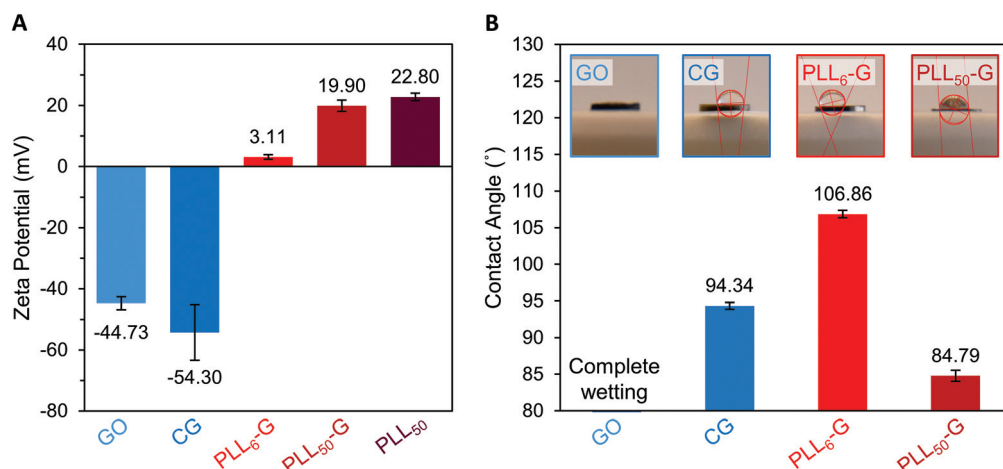 A
Zeta Potential (mV)
40
20
0
-20
-40
-60
-80
-44.73
-54.30
3.11
19.90
22.80
GO
CG
PLL₆-G
PLL₅₀-G
PLL₅₀
B
Contact Angle (°)
130
125
120
115
110
105
100
95
90
85
80
GO
CG
PLL₆-G
PLL₅₀-G
Complete
wetting
94.34
106.86
84.79
GO
CG
PLL₆-G
PLL₅₀-G